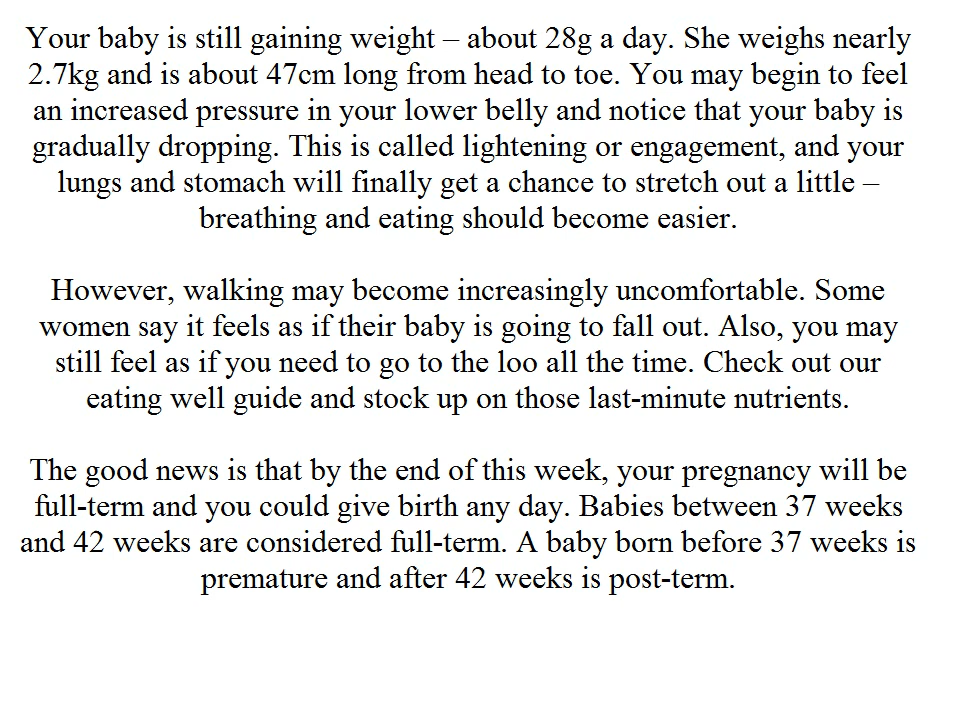 Your baby is still gaining weight – about 28g a day. She weighs nearly
2.7kg and is about 47cm long from head to toe. You may begin to feel
an increased pressure in your lower belly and notice that your baby is
gradually dropping. This is called lightening or engagement, and your
lungs and stomach will finally get a chance to stretch out a little –
breathing and eating should become easier.
However, walking may become increasingly uncomfortable. Some
women say it feels as if their baby is going to fall out. Also, you may
still feel as if you need to go to the loo all the time. Check out our
eating well guide and stock up on those last-minute nutrients.
The good news is that by the end of this week, your pregnancy will be
full-term and you could give birth any day. Babies between 37 weeks
and 42 weeks are considered full-term. A baby born before 37 weeks is
premature and after 42 weeks is post-term.